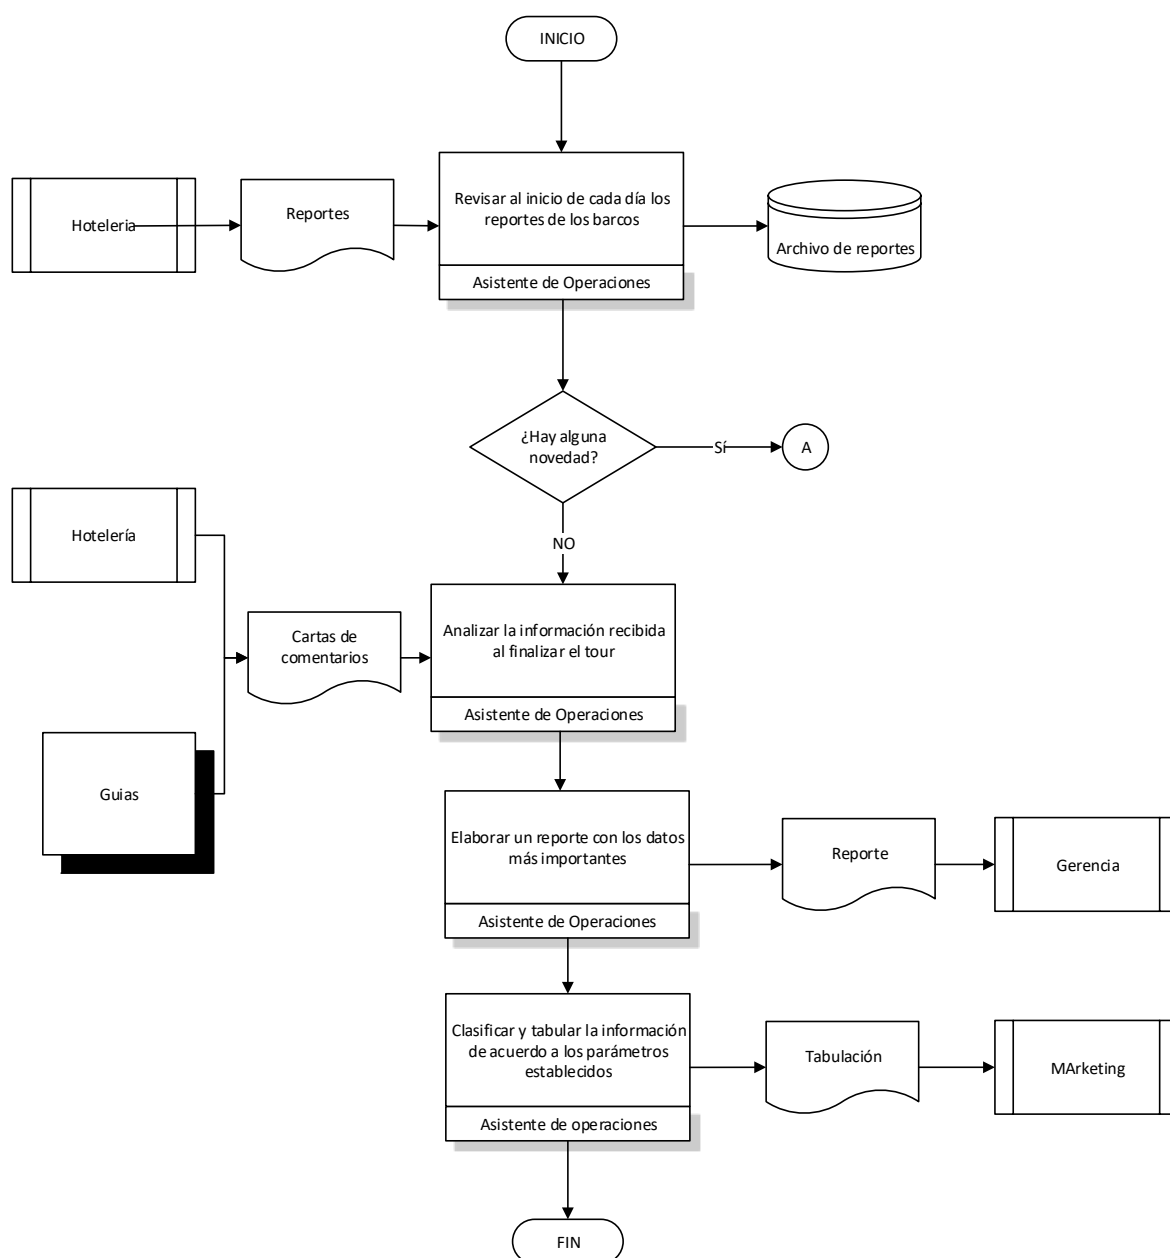 INICIO
Hoteleria
Reportes
Revisar al inicio de cada día los
reportes de los barcos
Asistente de Operaciones
Archivo de reportes
¿Hay alguna
novedad?
Sí
A
NO
Hotelería
Cartas de
comentarios
Guias
Analizar la información recibida
al finalizar el tour
Asistente de Operaciones
Elaborar un reporte con los datos
más importantes
Asistente de Operaciones
Reporte
Gerencia
Clasificar y tabular la información
de acuerdo a los parámetros
establecidos
Asistente de operaciones
Tabulación
MArketing
FIN